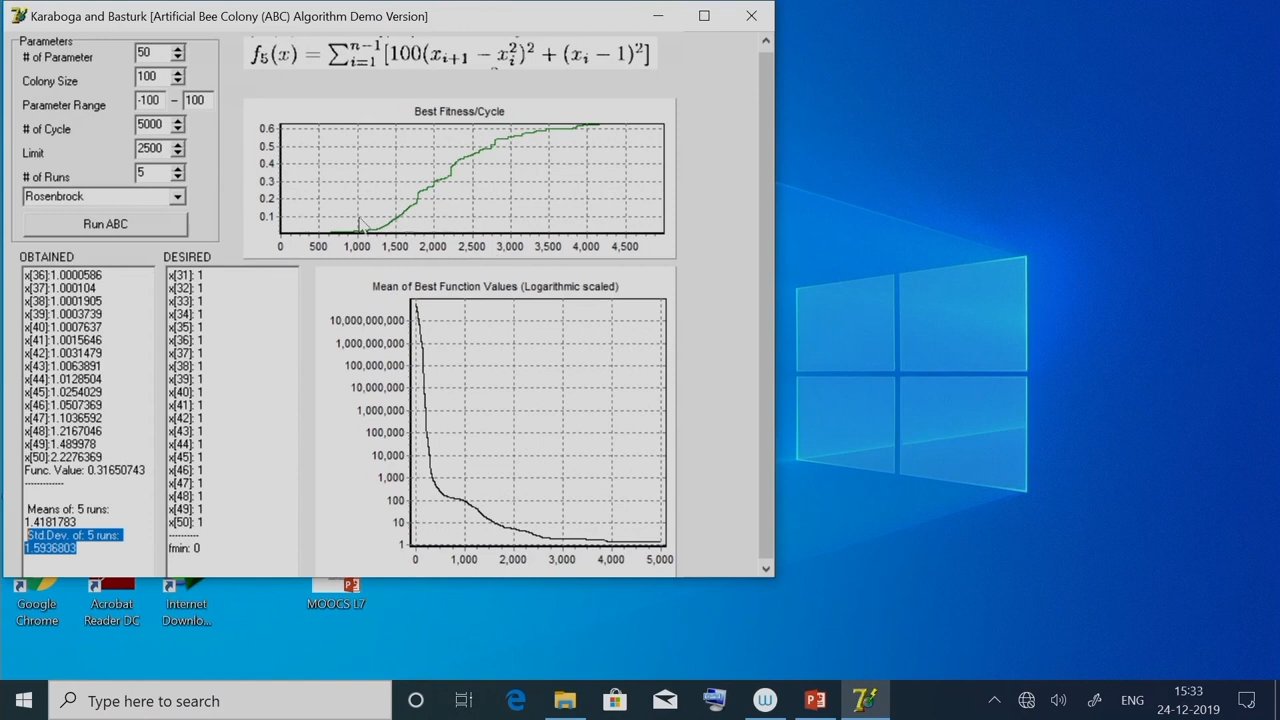 Karaboga and Basturk [Artificial Bee Colony (ABC) Algorithm Demo Version]
Parameters
# of Parameter 50
Colony Size 100
Parameter Range -100 – 100
# of Cycle 5000
Limit 2500
# of Runs 5
Rosenbrock
Run ABC
f₅(x) = ∑ᵢ₌₁ⁿ⁻¹[100(xᵢ₊₁ − xᵢ²)² + (xᵢ − 1)²]
Best Fitness/Cycle
0.6
0.5
0.4
0.3
0.2
0.1
0 500 1,000 1,500 2,000 2,500 3,000 3,500 4,000 4,500
OBTAINED
x[36]:1.0000586
x[37]:1.000104
x[38]:1.0001905
x[39]:1.0003739
x[40]:1.0007637
x[41]:1.0015646
x[42]:1.0031479
x[43]:1.0063891
x[44]:1.0128504
x[45]:1.0254029
x[46]:1.0507369
x[47]:1.1036592
x[48]:1.2167046
x[49]:1.489978
x[50]:2.2276369
Func. Value: 0.31650743
------------
Means of: 5 runs:
1.4181783
Std.Dev. of: 5 runs:
1.5936803
DESIRED
x[31]: 1
x[32]: 1
x[33]: 1
x[34]: 1
x[35]: 1
x[36]: 1
x[37]: 1
x[38]: 1
x[39]: 1
x[40]: 1
x[41]: 1
x[42]: 1
x[43]: 1
x[44]: 1
x[45]: 1
x[46]: 1
x[47]: 1
x[48]: 1
x[49]: 1
x[50]: 1
----------
fmin: 0
Mean of Best Function Values (Logarithmic scaled)
10,000,000,000
1,000,000,000
100,000,000
10,000,000
1,000,000
100,000
10,000
1,000
100
10
1
0 1,000 2,000 3,000 4,000 5,000
Google Chrome
Acrobat Reader DC
Internet Downlo...
MOOCS L7
Type here to search
ENG
15:33
24-12-2019